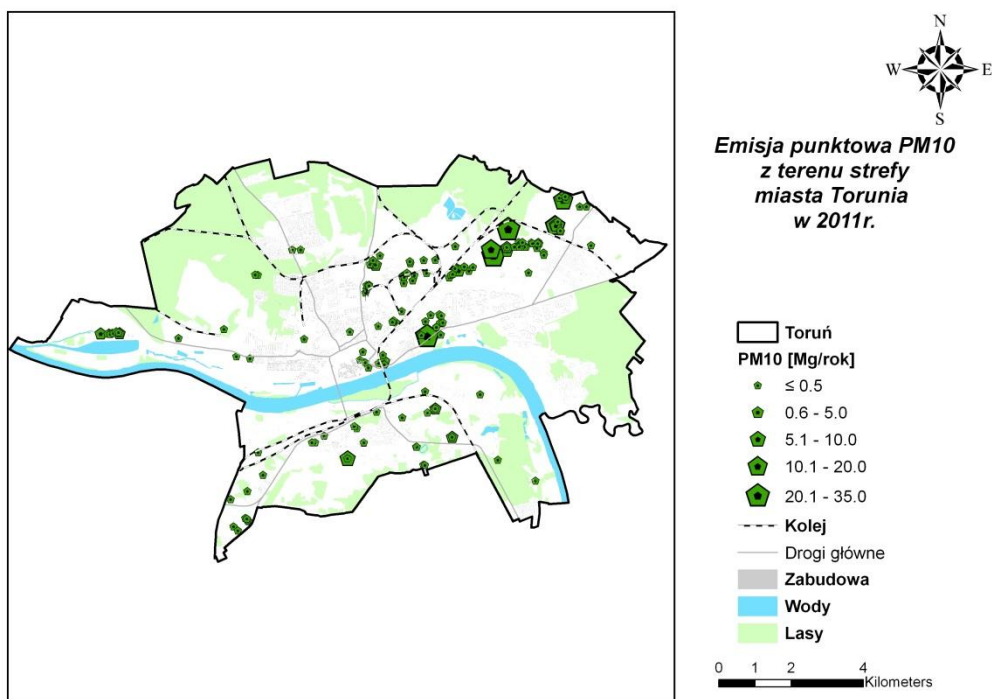 N
W E
S
Emisja punktowa PM10
z terenu strefy
miasta Torunia
w 2011r.
Toruń
PM10 [Mg/rok]
≤ 0.5
0.6 - 5.0
5.1 - 10.0
10.1 - 20.0
20.1 - 35.0
Kolej
Drogi główne
Zabudowa
Wody
Lasy
0 1 2 4
Kilometers